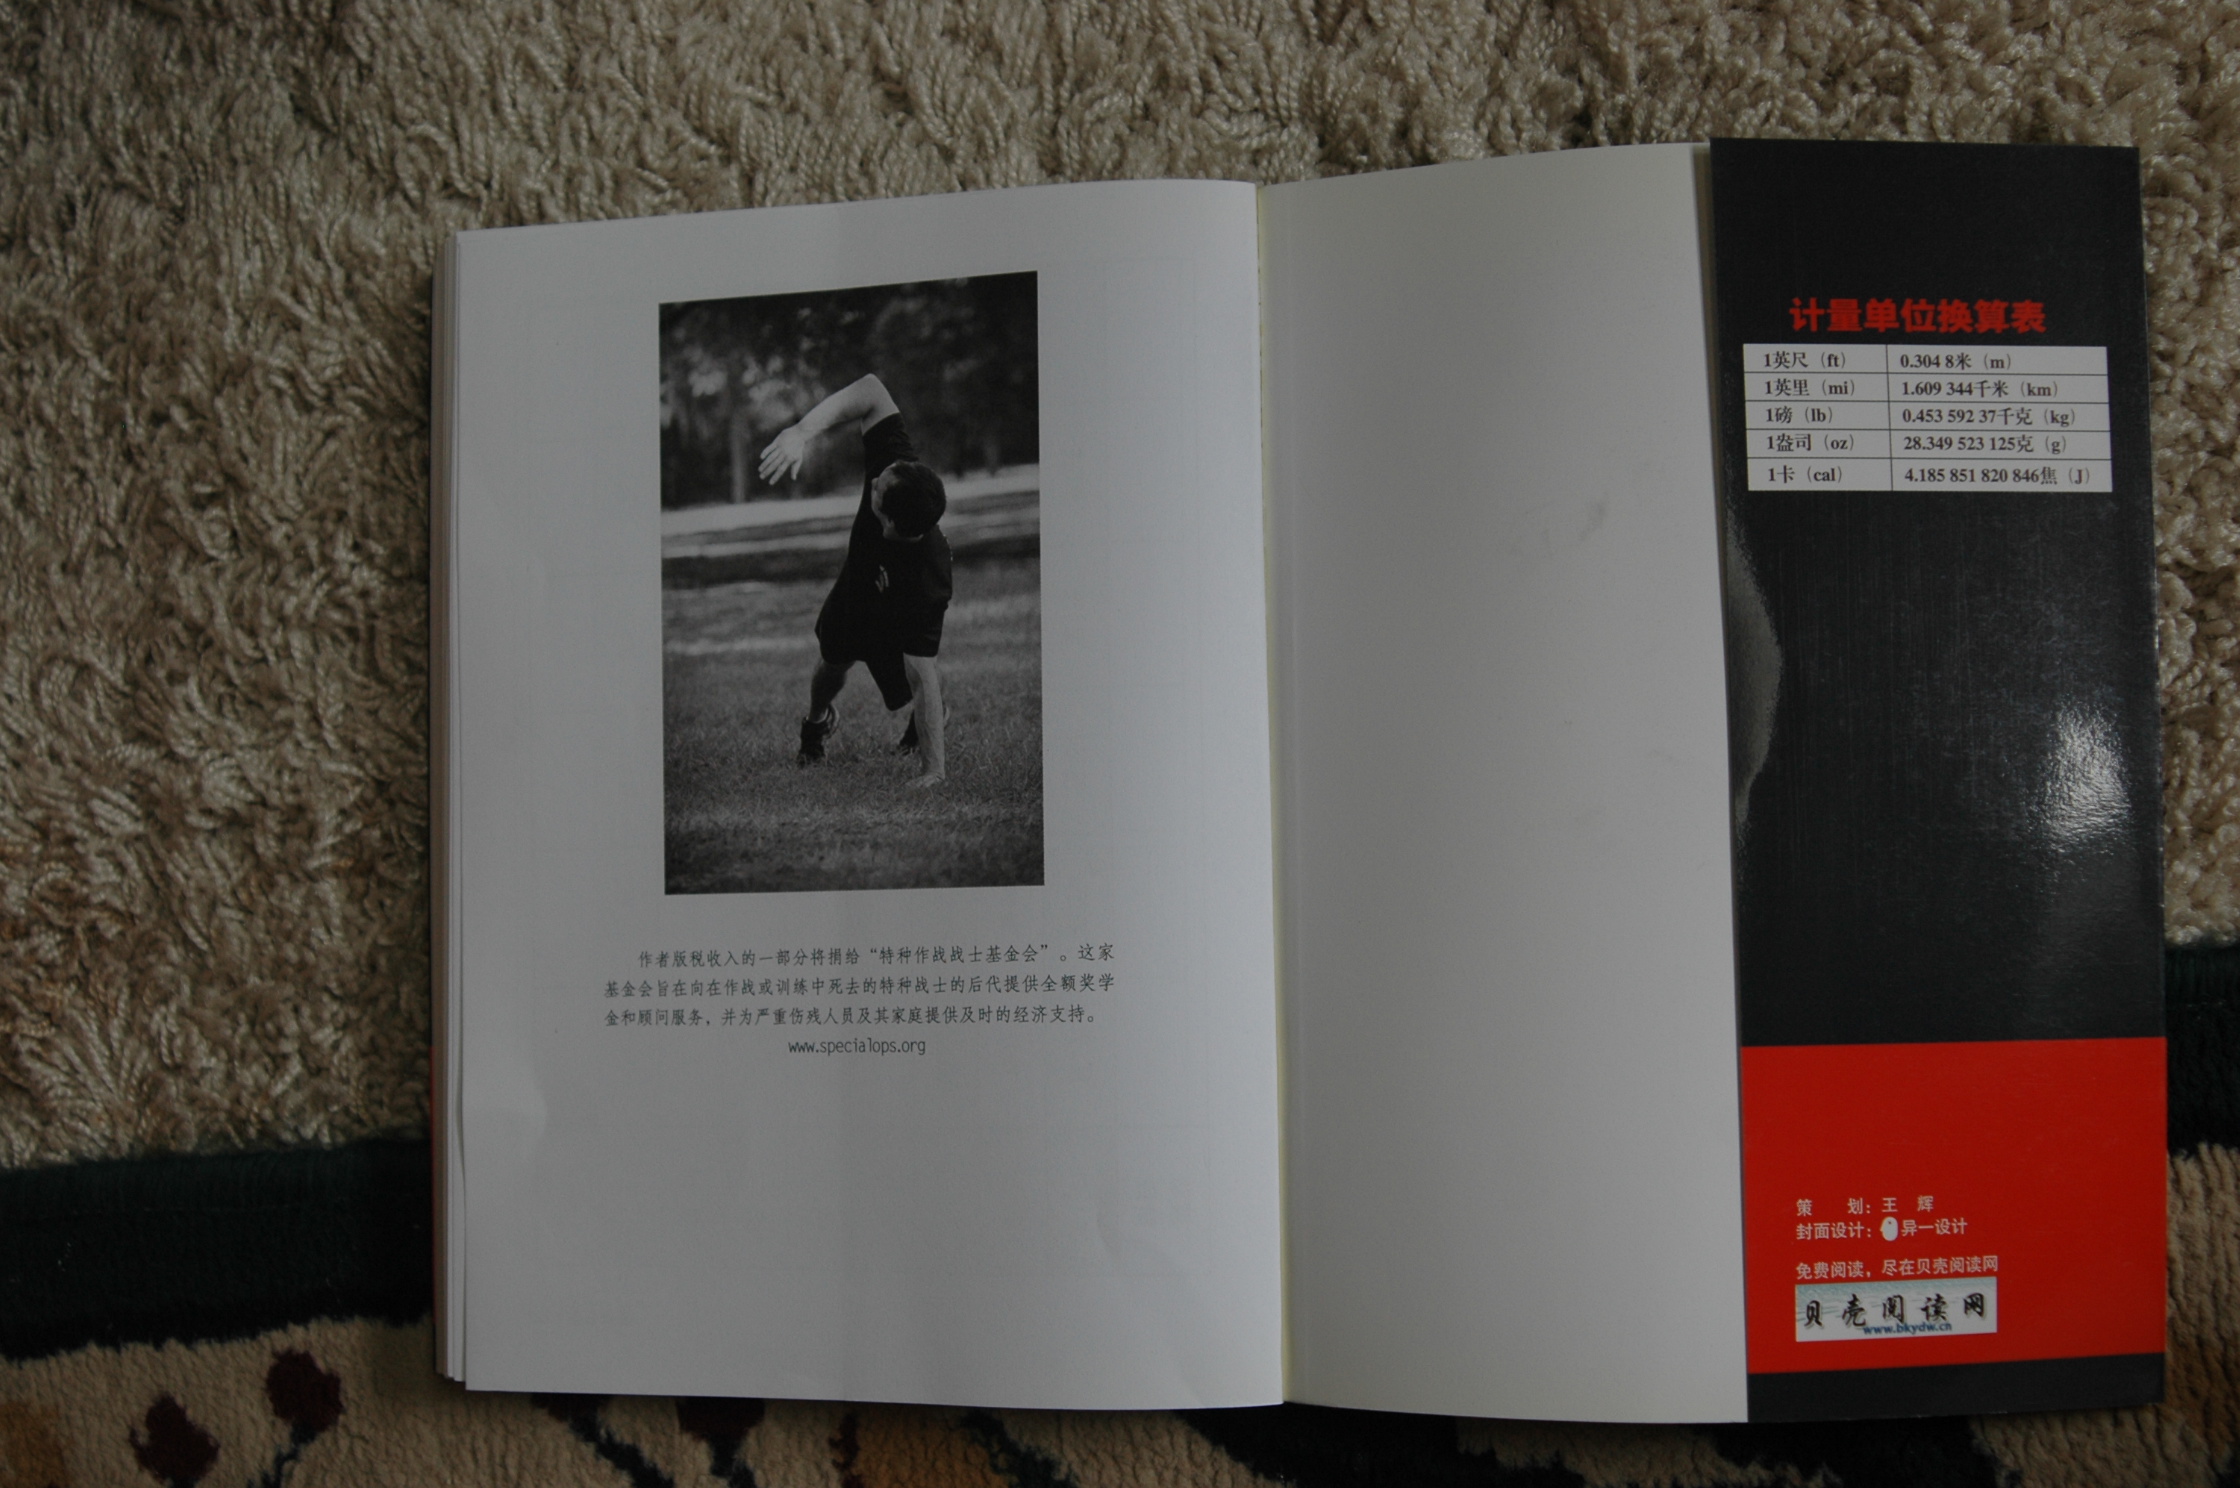 作者版税收入的一部分将捐给“特种作战战士基金会”。这家
基金会旨在向在作战或训练中死去的特种战士的后代提供全额奖学
金和顾问服务，并为严重伤残人员及其家庭提供及时的经济支持。
www.specialops.org
计量单位换算表
1英尺（ft） 0.304 8米（m）
1英里（mi） 1.609 344千米（km）
1磅（lb） 0.453 592 37千克（kg）
1盎司（oz） 28.349 523 125克（g）
1卡（cal） 4.185 851 820 846焦（J）
策 划：王 辉
封面设计：异一设计
免费阅读，尽在贝壳阅读网
贝壳阅读网
www.bkydw.cn